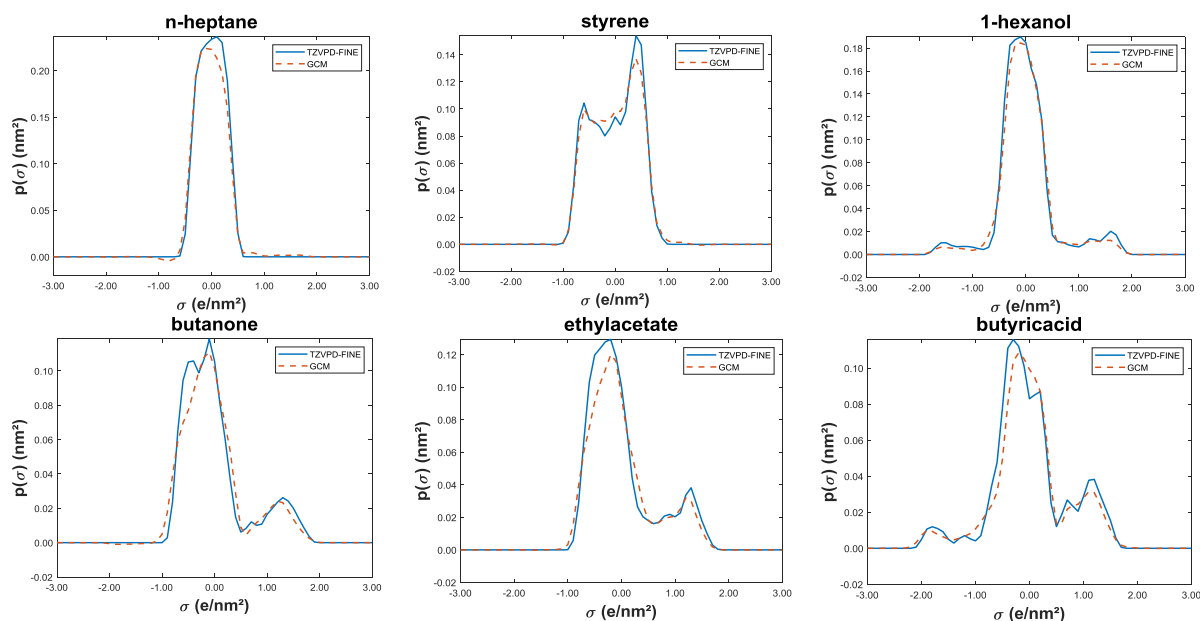 n-heptane
p(σ) (nm²)
0.20
0.15
0.10
0.05
0.00
-3.00 -2.00 -1.00 0.00 1.00 2.00 3.00
σ (e/nm²)
TZVPD-FINE
GCM
styrene
p(σ) (nm²)
0.14
0.12
0.10
0.08
0.06
0.04
0.02
0.00
-0.02
-3.00 -2.00 -1.00 0.00 1.00 2.00 3.00
σ (e/nm²)
TZVPD-FINE
GCM
1-hexanol
p(σ) (nm²)
0.18
0.16
0.14
0.12
0.10
0.08
0.06
0.04
0.02
0.00
-0.02
-3.00 -2.00 -1.00 0.00 1.00 2.00 3.00
σ (e/nm²)
TZVPD-FINE
GCM
butanone
p(σ) (nm²)
0.10
0.08
0.06
0.04
0.02
0.00
-0.02
-3.00 -2.00 -1.00 0.00 1.00 2.00 3.00
σ (e/nm²)
TZVPD-FINE
GCM
ethylacetate
p(σ) (nm²)
0.12
0.10
0.08
0.06
0.04
0.02
0.00
-0.02
-3.00 -2.00 -1.00 0.00 1.00 2.00 3.00
σ (e/nm²)
TZVPD-FINE
GCM
butyricacid
p(σ) (nm²)
0.10
0.08
0.06
0.04
0.02
0.00
-0.02
-3.00 -2.00 -1.00 0.00 1.00 2.00 3.00
σ (e/nm²)
TZVPD-FINE
GCM